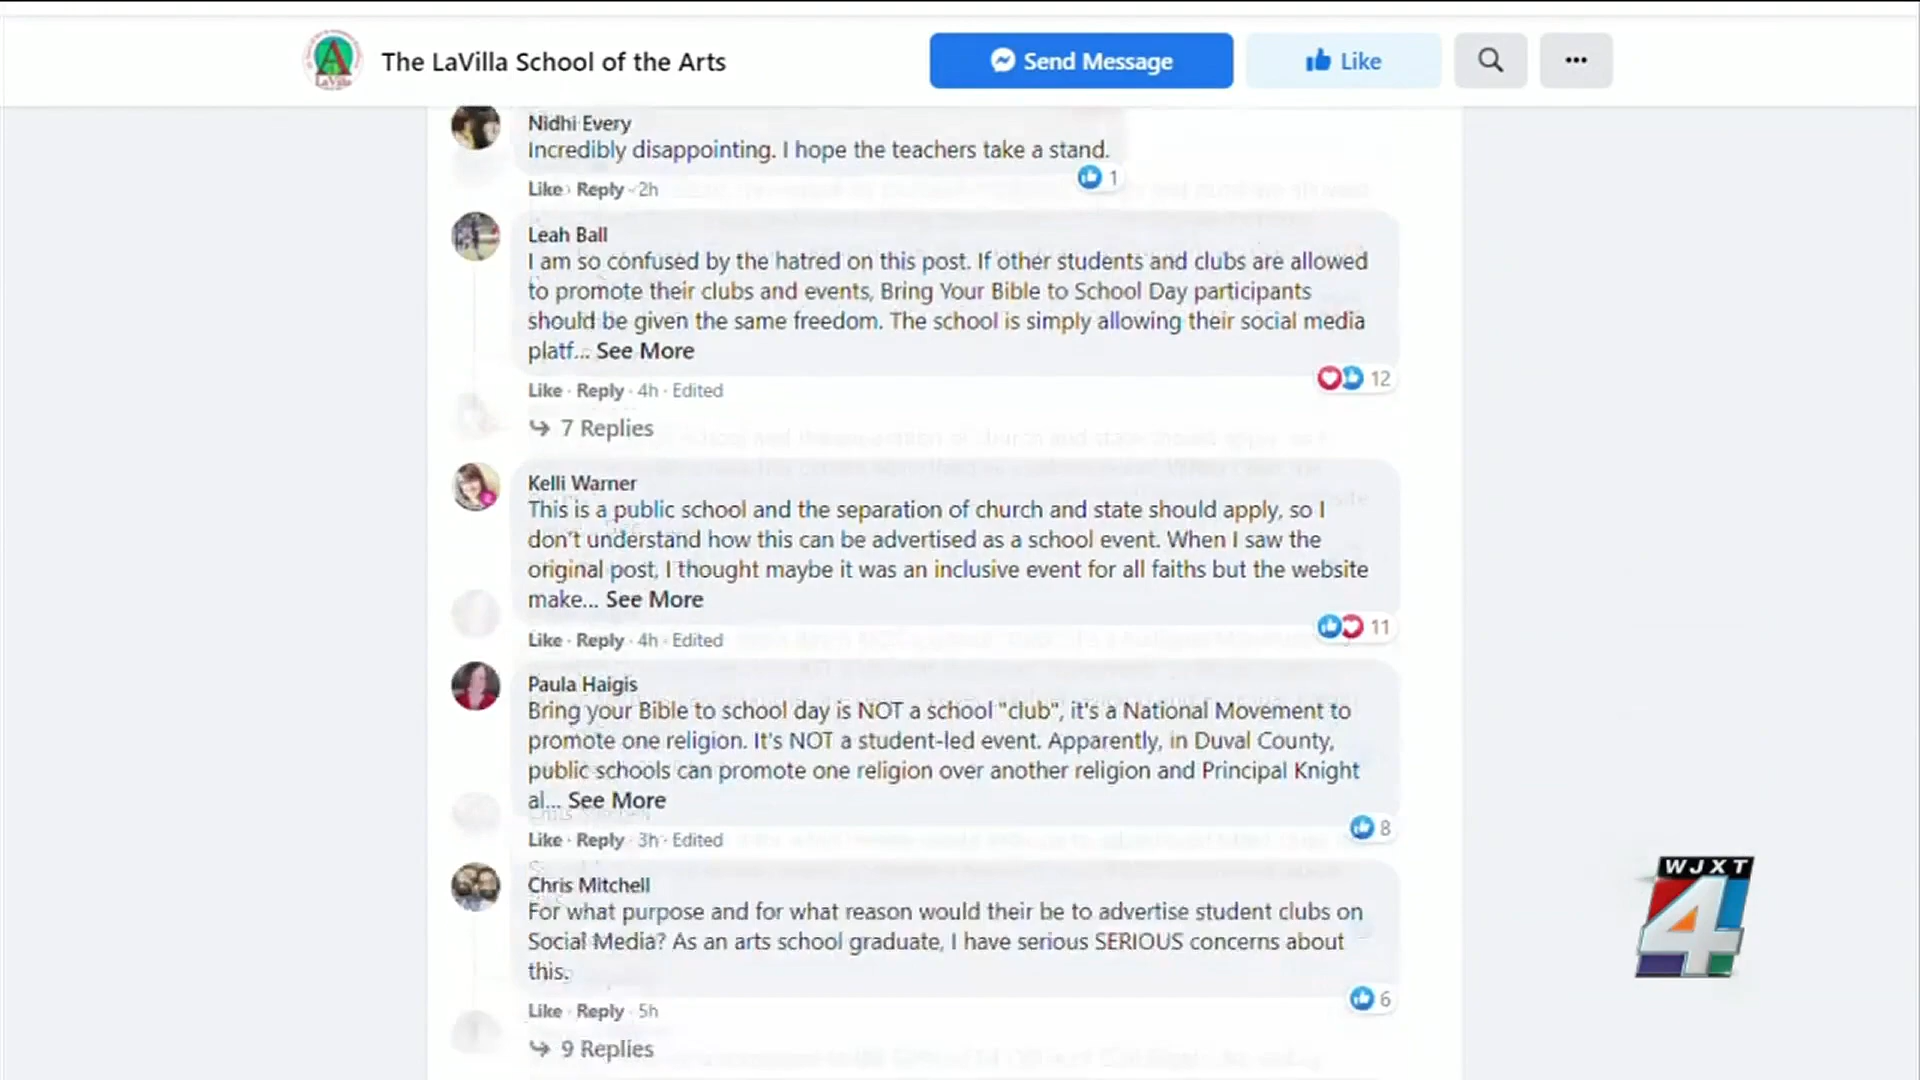 The LaVilla School of the Arts
Send Message
Like
LaVilla
Nidhi Every
Incredibly disappointing. I hope the teachers take a stand.
1
Like · Reply · 2h
Leah Ball
I am so confused by the hatred on this post. If other students and clubs are allowed
to promote their clubs and events, Bring Your Bible to School Day participants
should be given the same freedom. The school is simply allowing their social media
platf... See More
12
Like · Reply · 4h · Edited
7 Replies
Kelli Warner
This is a public school and the separation of church and state should apply, so I
don't understand how this can be advertised as a school event. When I saw the
original post, I thought maybe it was an inclusive event for all faiths but the website
make... See More
11
Like · Reply · 4h · Edited
Paula Haigis
Bring your Bible to school day is NOT a school "club", it's a National Movement to
promote one religion. It's NOT a student-led event. Apparently, in Duval County,
public schools can promote one religion over another religion and Principal Knight
al... See More
8
Like · Reply · 3h · Edited
Chris Mitchell
For what purpose and for what reason would their be to advertise student clubs on
Social Media? As an arts school graduate, I have serious SERIOUS concerns about
this.
6
Like · Reply · 5h
9 Replies
WJXT
4